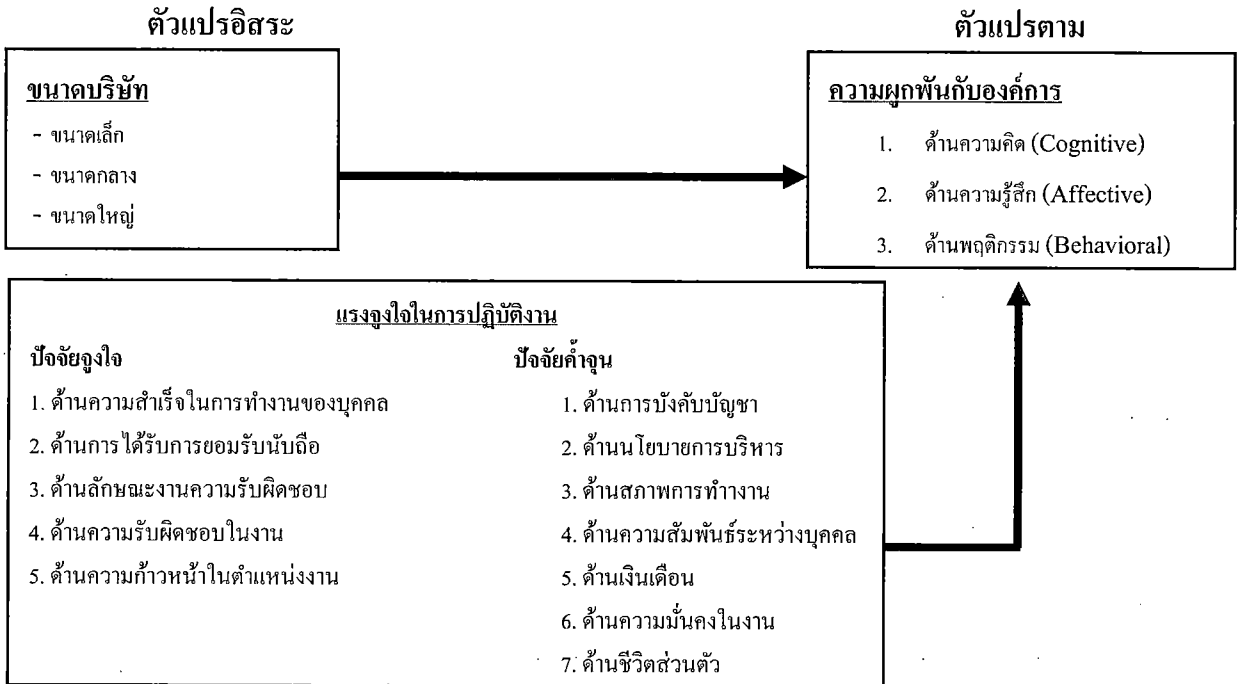 ตัวแปรอิสระ
ตัวแปรตาม
ขนาดบริษัท
- ขนาดเล็ก
- ขนาดกลาง
- ขนาดใหญ่
ความผูกพันกับองค์การ
1. ด้านความคิด (Cognitive)
2. ด้านความรู้สึก (Affective)
3. ด้านพฤติกรรม (Behavioral)
แรงจูงใจในการปฏิบัติงาน
ปัจจัยจูงใจ
1. ด้านความสำเร็จในการทำงานของบุคคล
2. ด้านการได้รับการยอมรับนับถือ
3. ด้านลักษณะงานความรับผิดชอบ
4. ด้านความรับผิดชอบในงาน
5. ด้านความก้าวหน้าในตำแหน่งงาน
ปัจจัยค้ำจุน
1. ด้านการบังคับบัญชา
2. ด้านนโยบายการบริหาร
3. ด้านสภาพการทำางาน
4. ด้านความสัมพันธ์ระหว่างบุคคล
5. ด้านเงินเดือน
6. ด้านความมั่นคงในงาน
7. ด้านชีวิตส่วนตัว